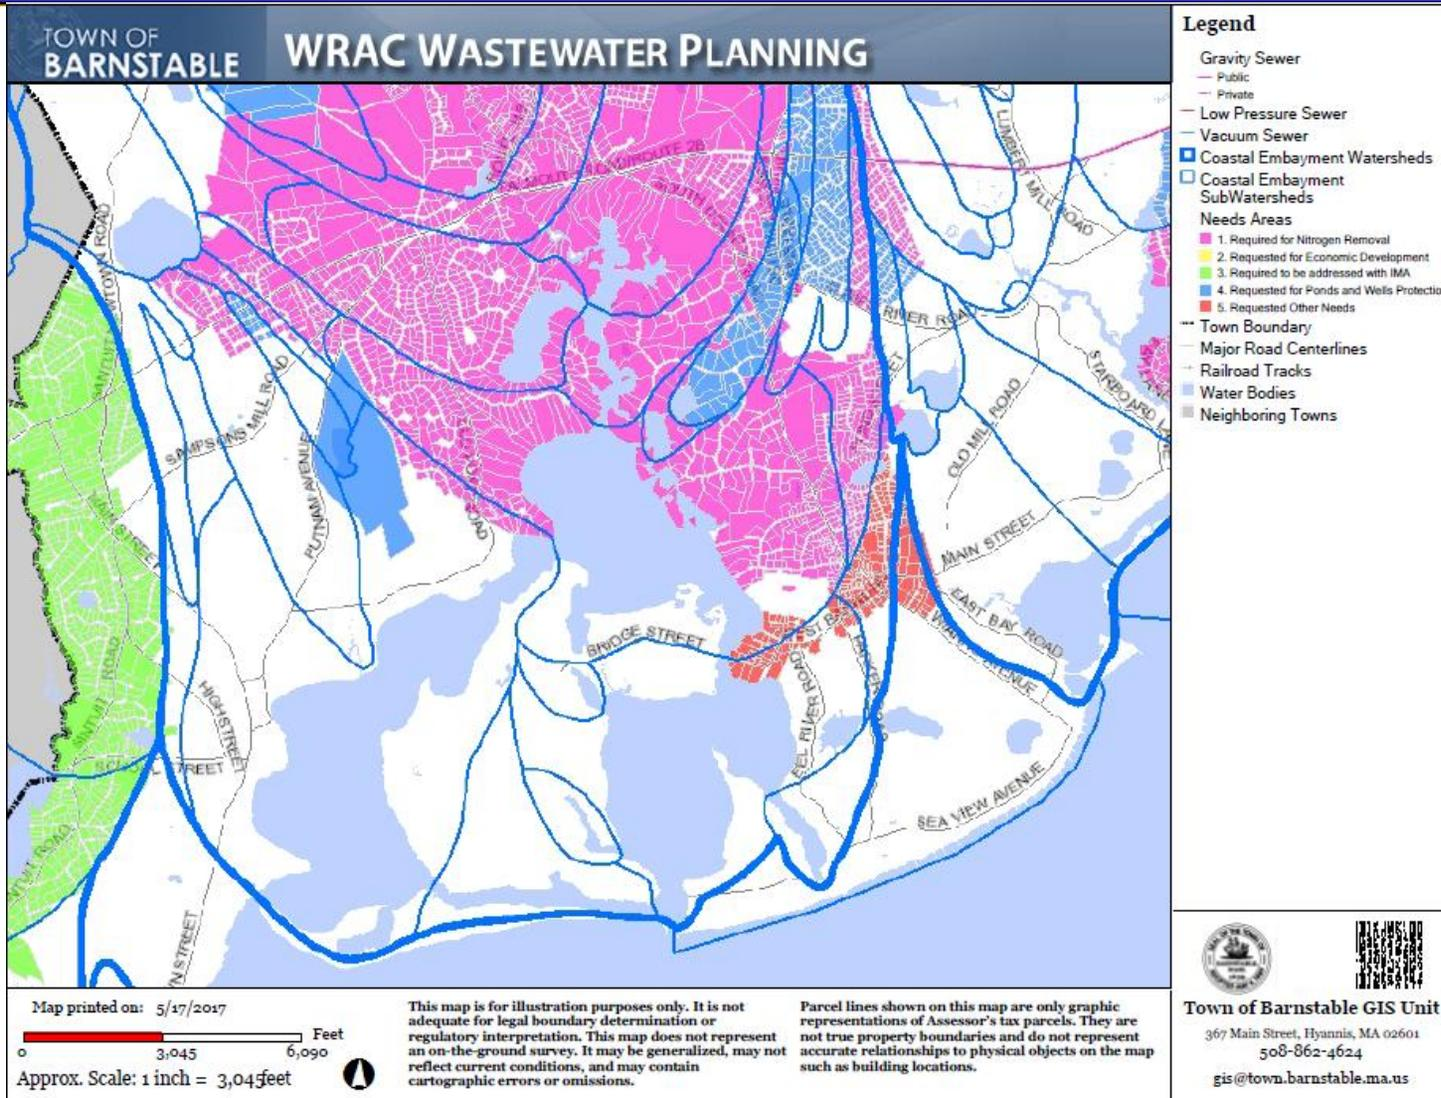 TOWN OF
BARNSTABLE
WRAC WASTEWATER PLANNING
Legend
Gravity Sewer
Public
Private
Low Pressure Sewer
Vacuum Sewer
Coastal Embayment Watersheds
Coastal Embayment
SubWatersheds
Needs Areas
1. Required for Nitrogen Removal
2. Requested for Economic Development
3. Required to be addressed with IMA
4. Requested for Ponds and Wells Protectio
5. Requested Other Needs
Town Boundary
Major Road Centerlines
Railroad Tracks
Water Bodies
Neighboring Towns
LUMBERT MILL ROAD
RIVER ROAD
SAMPSONS MILL ROAD
PUTNAM AVENUE
OLD MILL ROAD
STARBOARD LANE
MAIN STREET
EAST BAY ROAD
BRIDGE STREET
EEL RIVER ROAD
PARKER ROAD
HIGH STREET
SCHOOL STREET
SEA VIEW AVENUE
N STREET
Map printed on: 5/17/2017
Feet
0 3,045 6,090
Approx. Scale: 1 inch = 3,045feet
This map is for illustration purposes only. It is not
adequate for legal boundary determination or
regulatory interpretation. This map does not represent
an on-the-ground survey. It may be generalized, may not
reflect current conditions, and may contain
cartographic errors or omissions.
Parcel lines shown on this map are only graphic
representations of Assessor's tax parcels. They are
not true property boundaries and do not represent
accurate relationships to physical objects on the map
such as building locations.
Town of Barnstable GIS Unit
367 Main Street, Hyannis, MA 02601
508-862-4624
gis@town.barnstable.ma.us